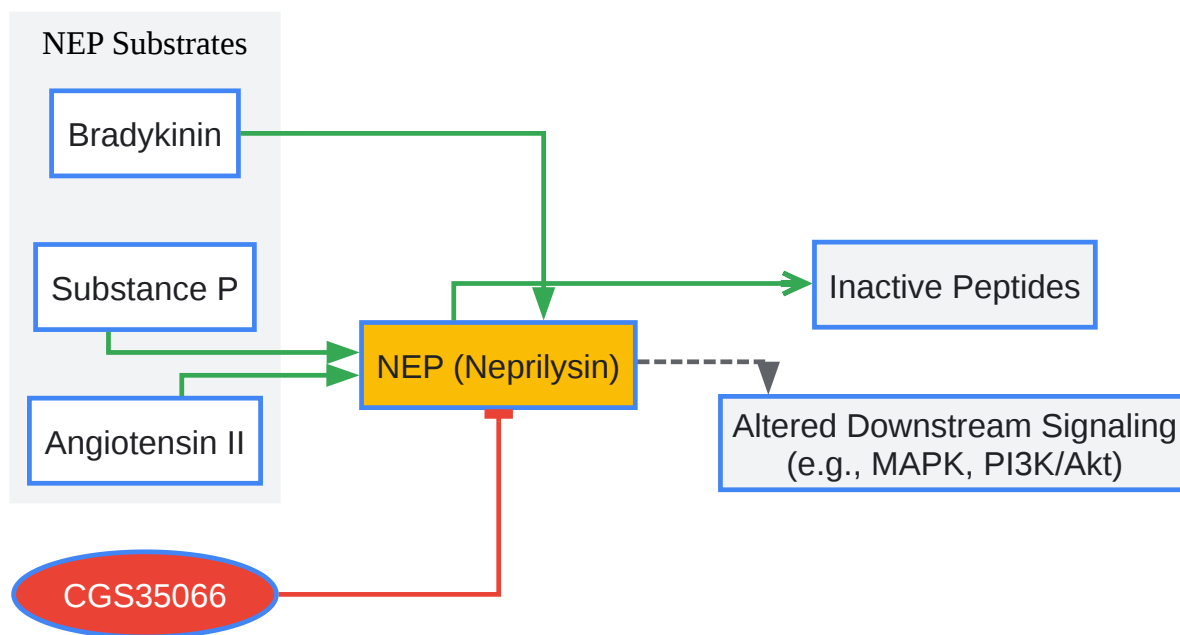 NEP Substrates
Bradykinin
Substance P
Inactive Peptides
NEP (Neprilysin)
Angiotensin II
Altered Downstream Signaling
(e.g., MAPK, PI3K/Akt)
CGS35066